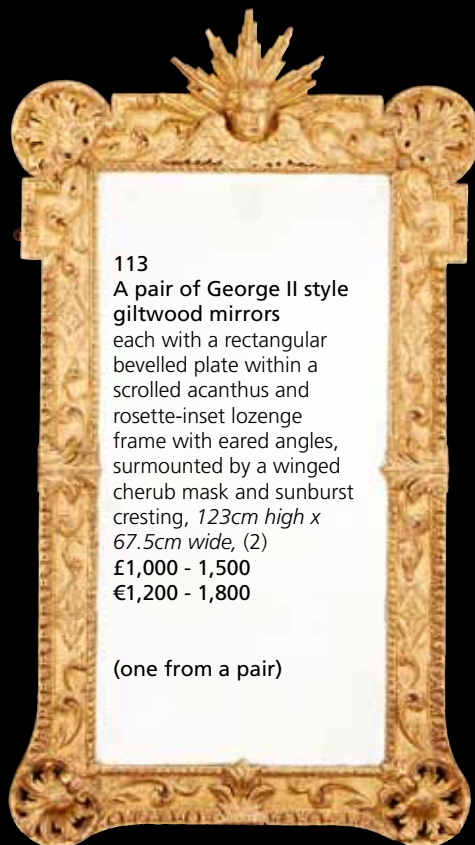 113
A pair of George II style
giltwood mirrors
each with a rectangular
bevelled plate within a
scrolled acanthus and
rosette-inset lozenge
frame with eared angles,
surmounted by a winged
cherub mask and sunburst
cresting, 123cm high x
67.5cm wide, (2)
£1,000 - 1,500
€1,200 - 1,800
(one from a pair)